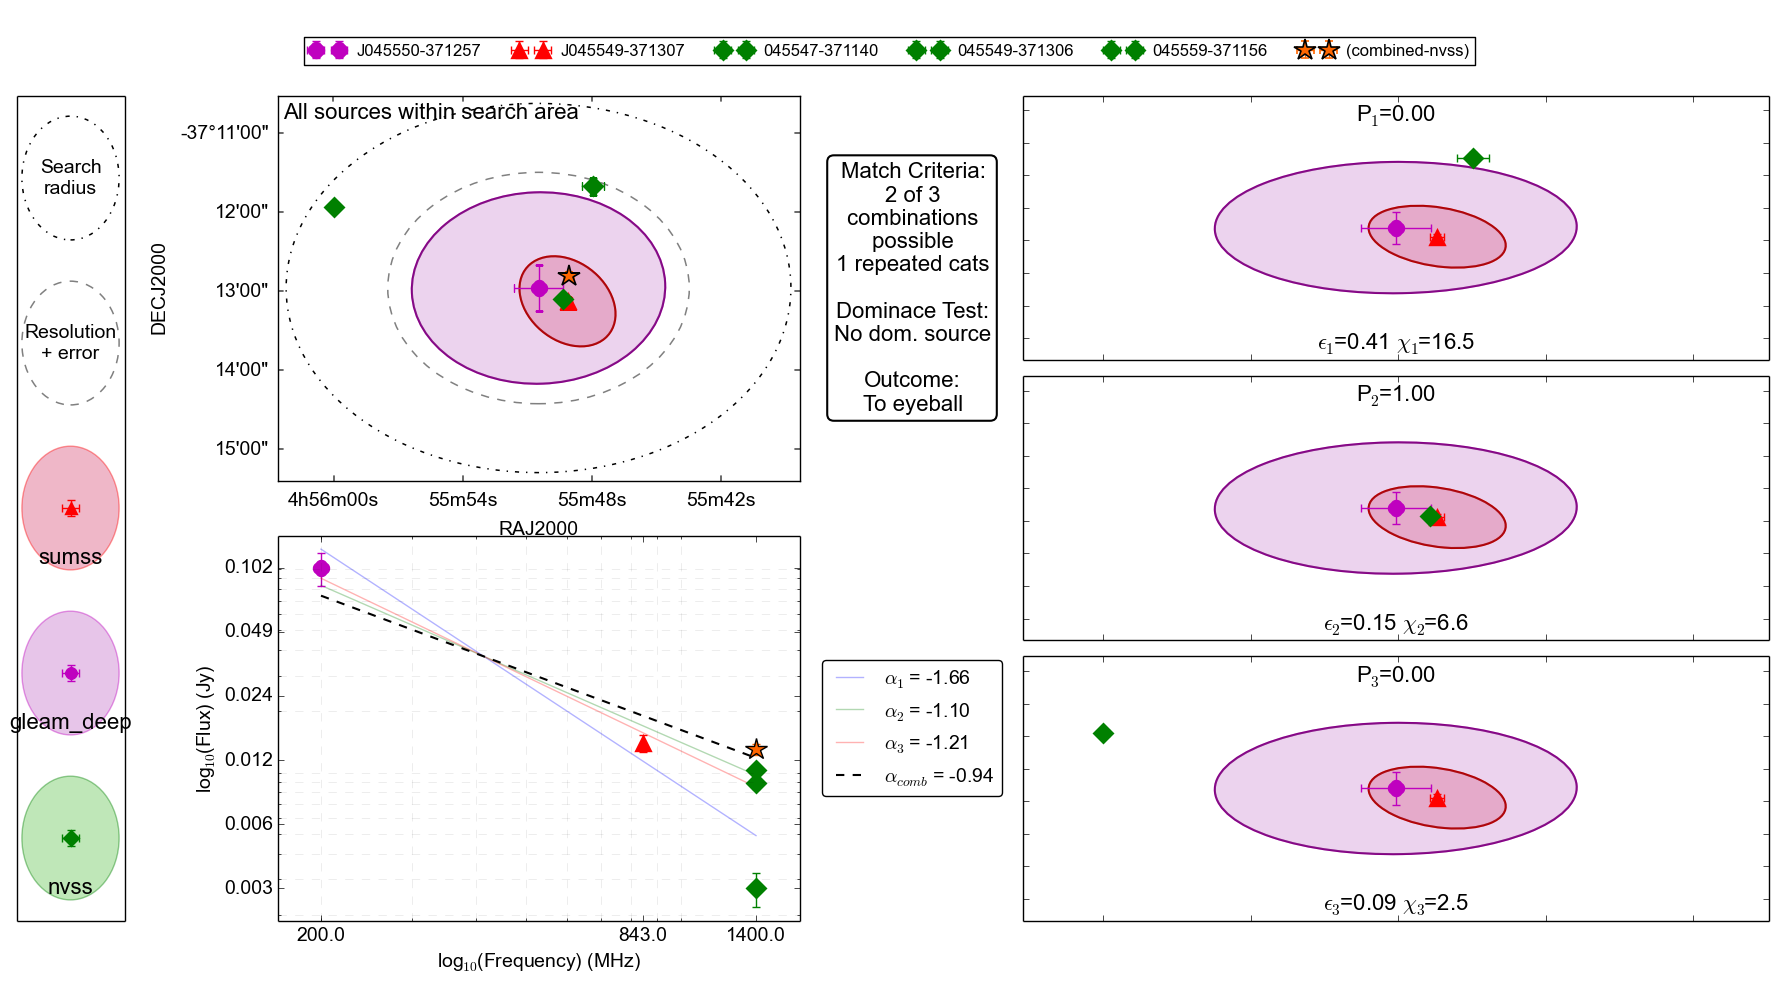 J045550-371257 J045549-371307 045547-371140 045549-371306 045559-371156 (combined-nvss)
Search
radius
Resolution
+ error
sumss
gleam_deep
nvss
All sources within search area
-37°11'00"
12'00"
13'00"
14'00"
15'00"
DECJ2000
4h56m00s 55m54s 55m48s 55m42s
RAJ2000
Match Criteria:
2 of 3
combinations
possible
1 repeated cats
Dominace Test:
No dom. source
Outcome:
To eyeball
0.102
0.049
0.024
0.012
0.006
0.003
log10(Flux) (Jy)
200.0 843.0 1400.0
log10(Frequency) (MHz)
α1 = -1.66
α2 = -1.10
α3 = -1.21
αcomb = -0.94
P1=0.00
ϵ1=0.41 χ1=16.5
P2=1.00
ϵ2=0.15 χ2=6.6
P3=0.00
ϵ3=0.09 χ3=2.5